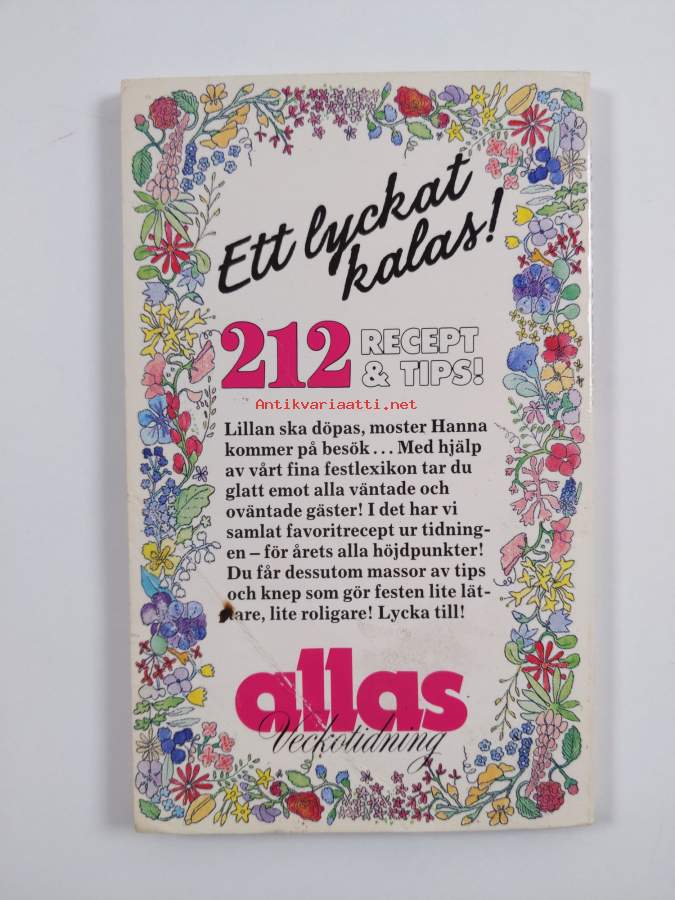 Ett lyckat
kalas!
212 RECEPT
& TIPS!
Antikvariaatti.net
Lillan ska döpas, moster Hanna
kommer på besök... Med hjälp
av vårt fina festlexikon tar du
glatt emot alla väntade och
oväntade gäster! I det har vi
samlat favoritrecept ur tidning-
en – för årets alla höjdpunkter!
Du får dessutom massor av tips
och knep som gör festen lite lät-
tare, lite roligare! Lycka till!
allas
Veckotidning